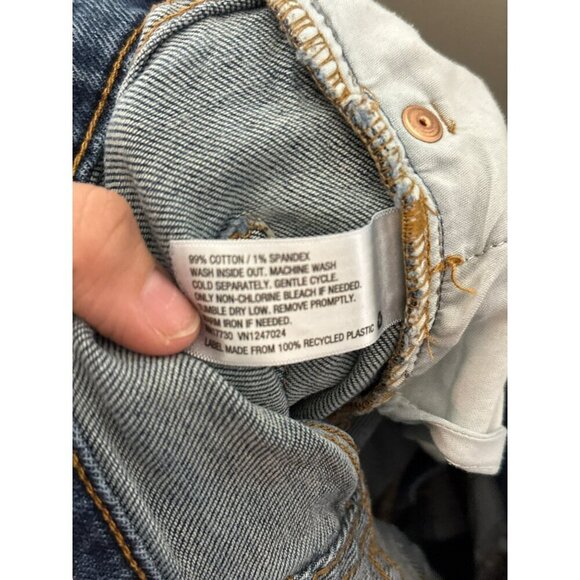 99% COTTON / 1% SPANDEX
WASH INSIDE OUT. MACHINE WASH
COLD SEPARATELY. GENTLE CYCLE.
ONLY NON-CHLORINE BLEACH IF NEEDED.
TUMBLE DRY LOW. REMOVE PROMPTLY.
WARM IRON IF NEEDED.
7730 VN1247024
LABEL MADE FROM 100% RECYCLED PLASTIC